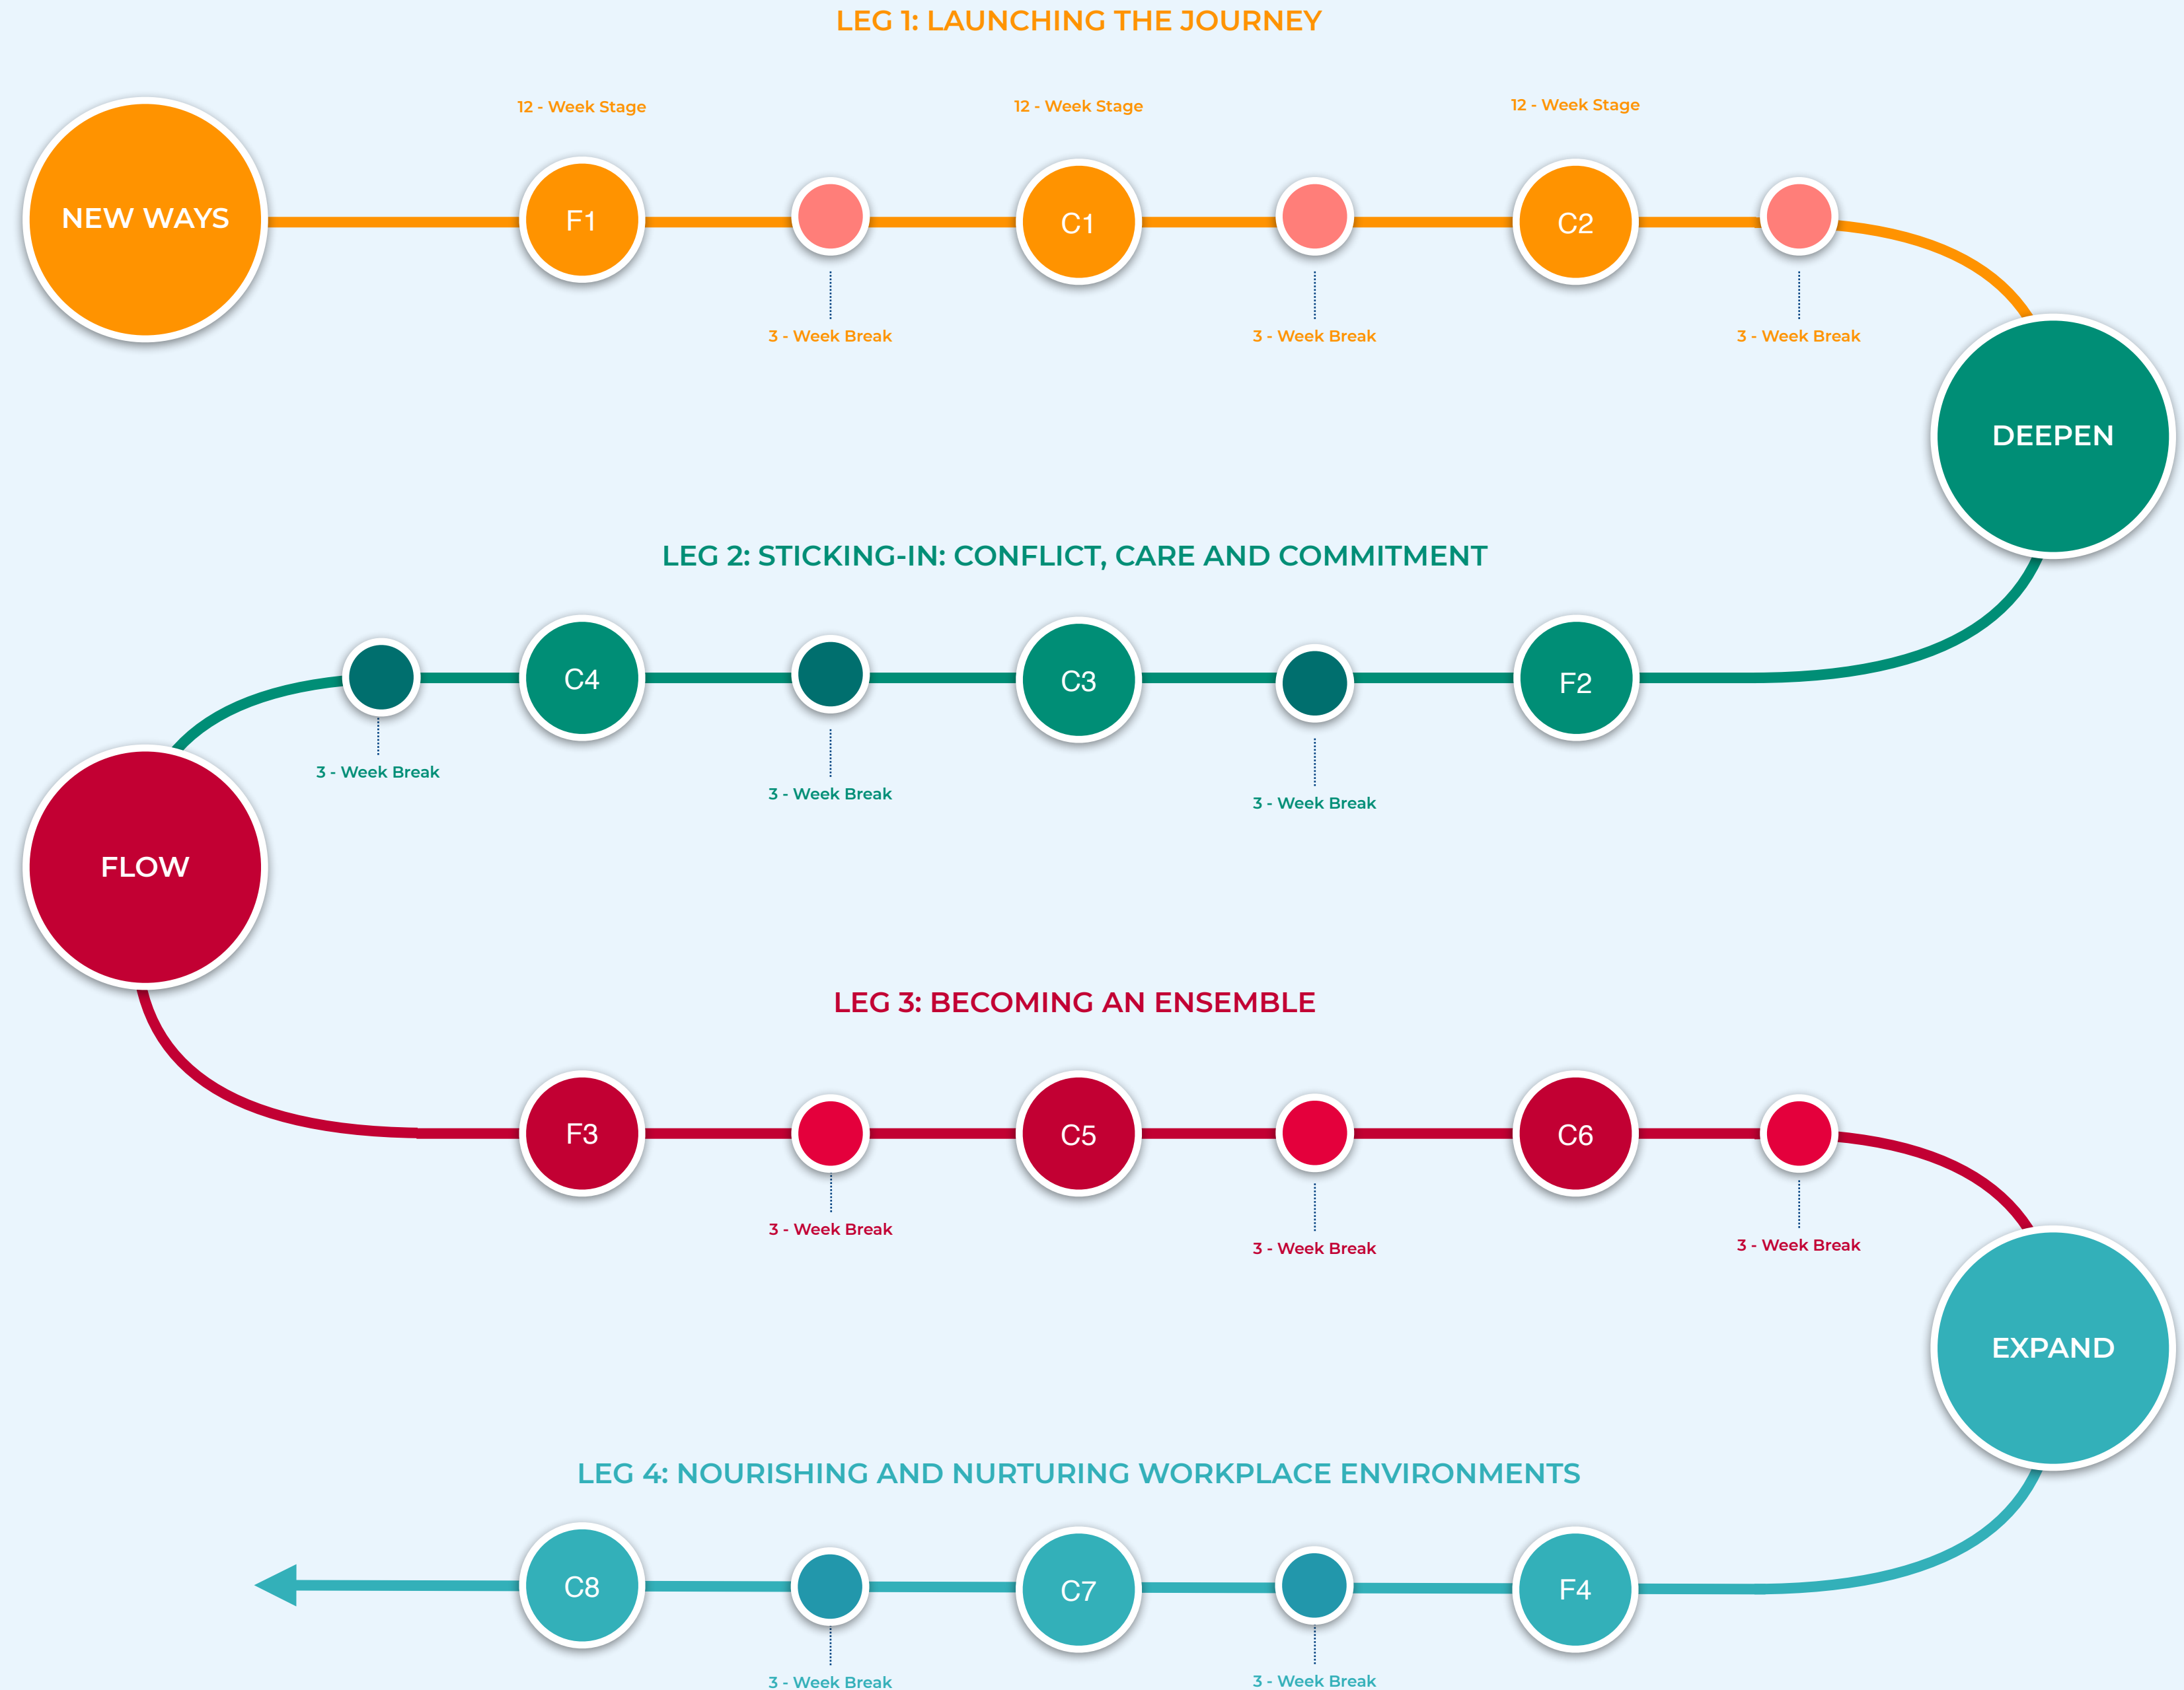 LEG 1: LAUNCHING THE JOURNEY
12 - Week Stage
12 - Week Stage
12 - Week Stage
NEW WAYS
F1
C1
C2
3 - Week Break
3 - Week Break
3 - Week Break
DEEPEN
LEG 2: STICKING-IN: CONFLICT, CARE AND COMMITMENT
C4
C3
F2
3 - Week Break
3 - Week Break
3 - Week Break
FLOW
LEG 3: BECOMING AN ENSEMBLE
F3
C5
C6
3 - Week Break
3 - Week Break
3 - Week Break
EXPAND
LEG 4: NOURISHING AND NURTURING WORKPLACE ENVIRONMENTS
C8
C7
F4
3 - Week Break
3 - Week Break